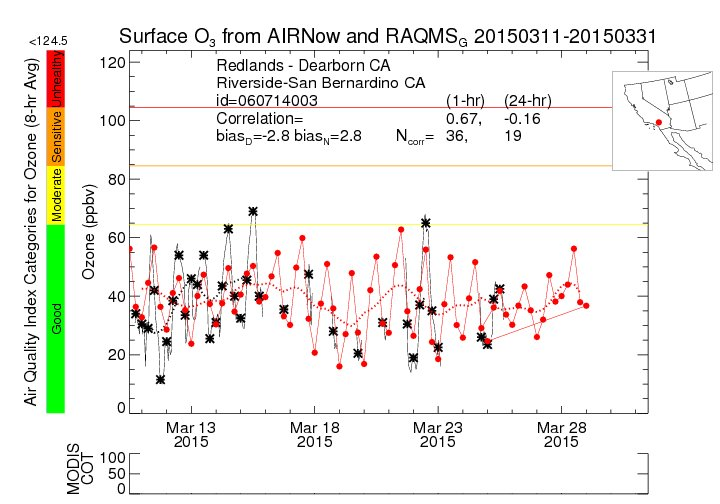 Surface O3 from AIRNow and RAQMSG 20150311-20150331
<124.5
Redlands - Dearborn CA
Riverside-San Bernardino CA
id=060714003 (1-hr) (24-hr)
Correlation= 0.67, -0.16
biasD=-2.8 biasN=2.8 Ncorr= 36, 19
Air Quality Index Categories for Ozone (8-hr Avg)
Unhealthy
Sensitive
Moderate
Good
Ozone (ppbv)
120
100
80
60
40
20
0
Mar 13 Mar 18 Mar 23 Mar 28
2015 2015 2015 2015
MODIS
COT
100
50
0